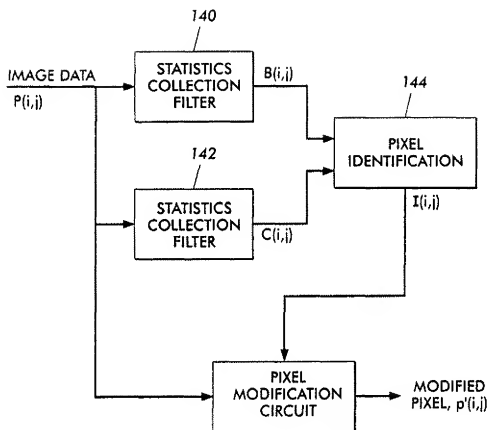 140
STATISTICS
COLLECTION
FILTER
IMAGE DATA
P(i,j)
B(i,j)
144
PIXEL
IDENTIFICATION
142
STATISTICS
COLLECTION
FILTER
C(i,j)
I(i,j)
PIXEL
MODIFICATION
CIRCUIT
MODIFIED
PIXEL, p'(i,j)